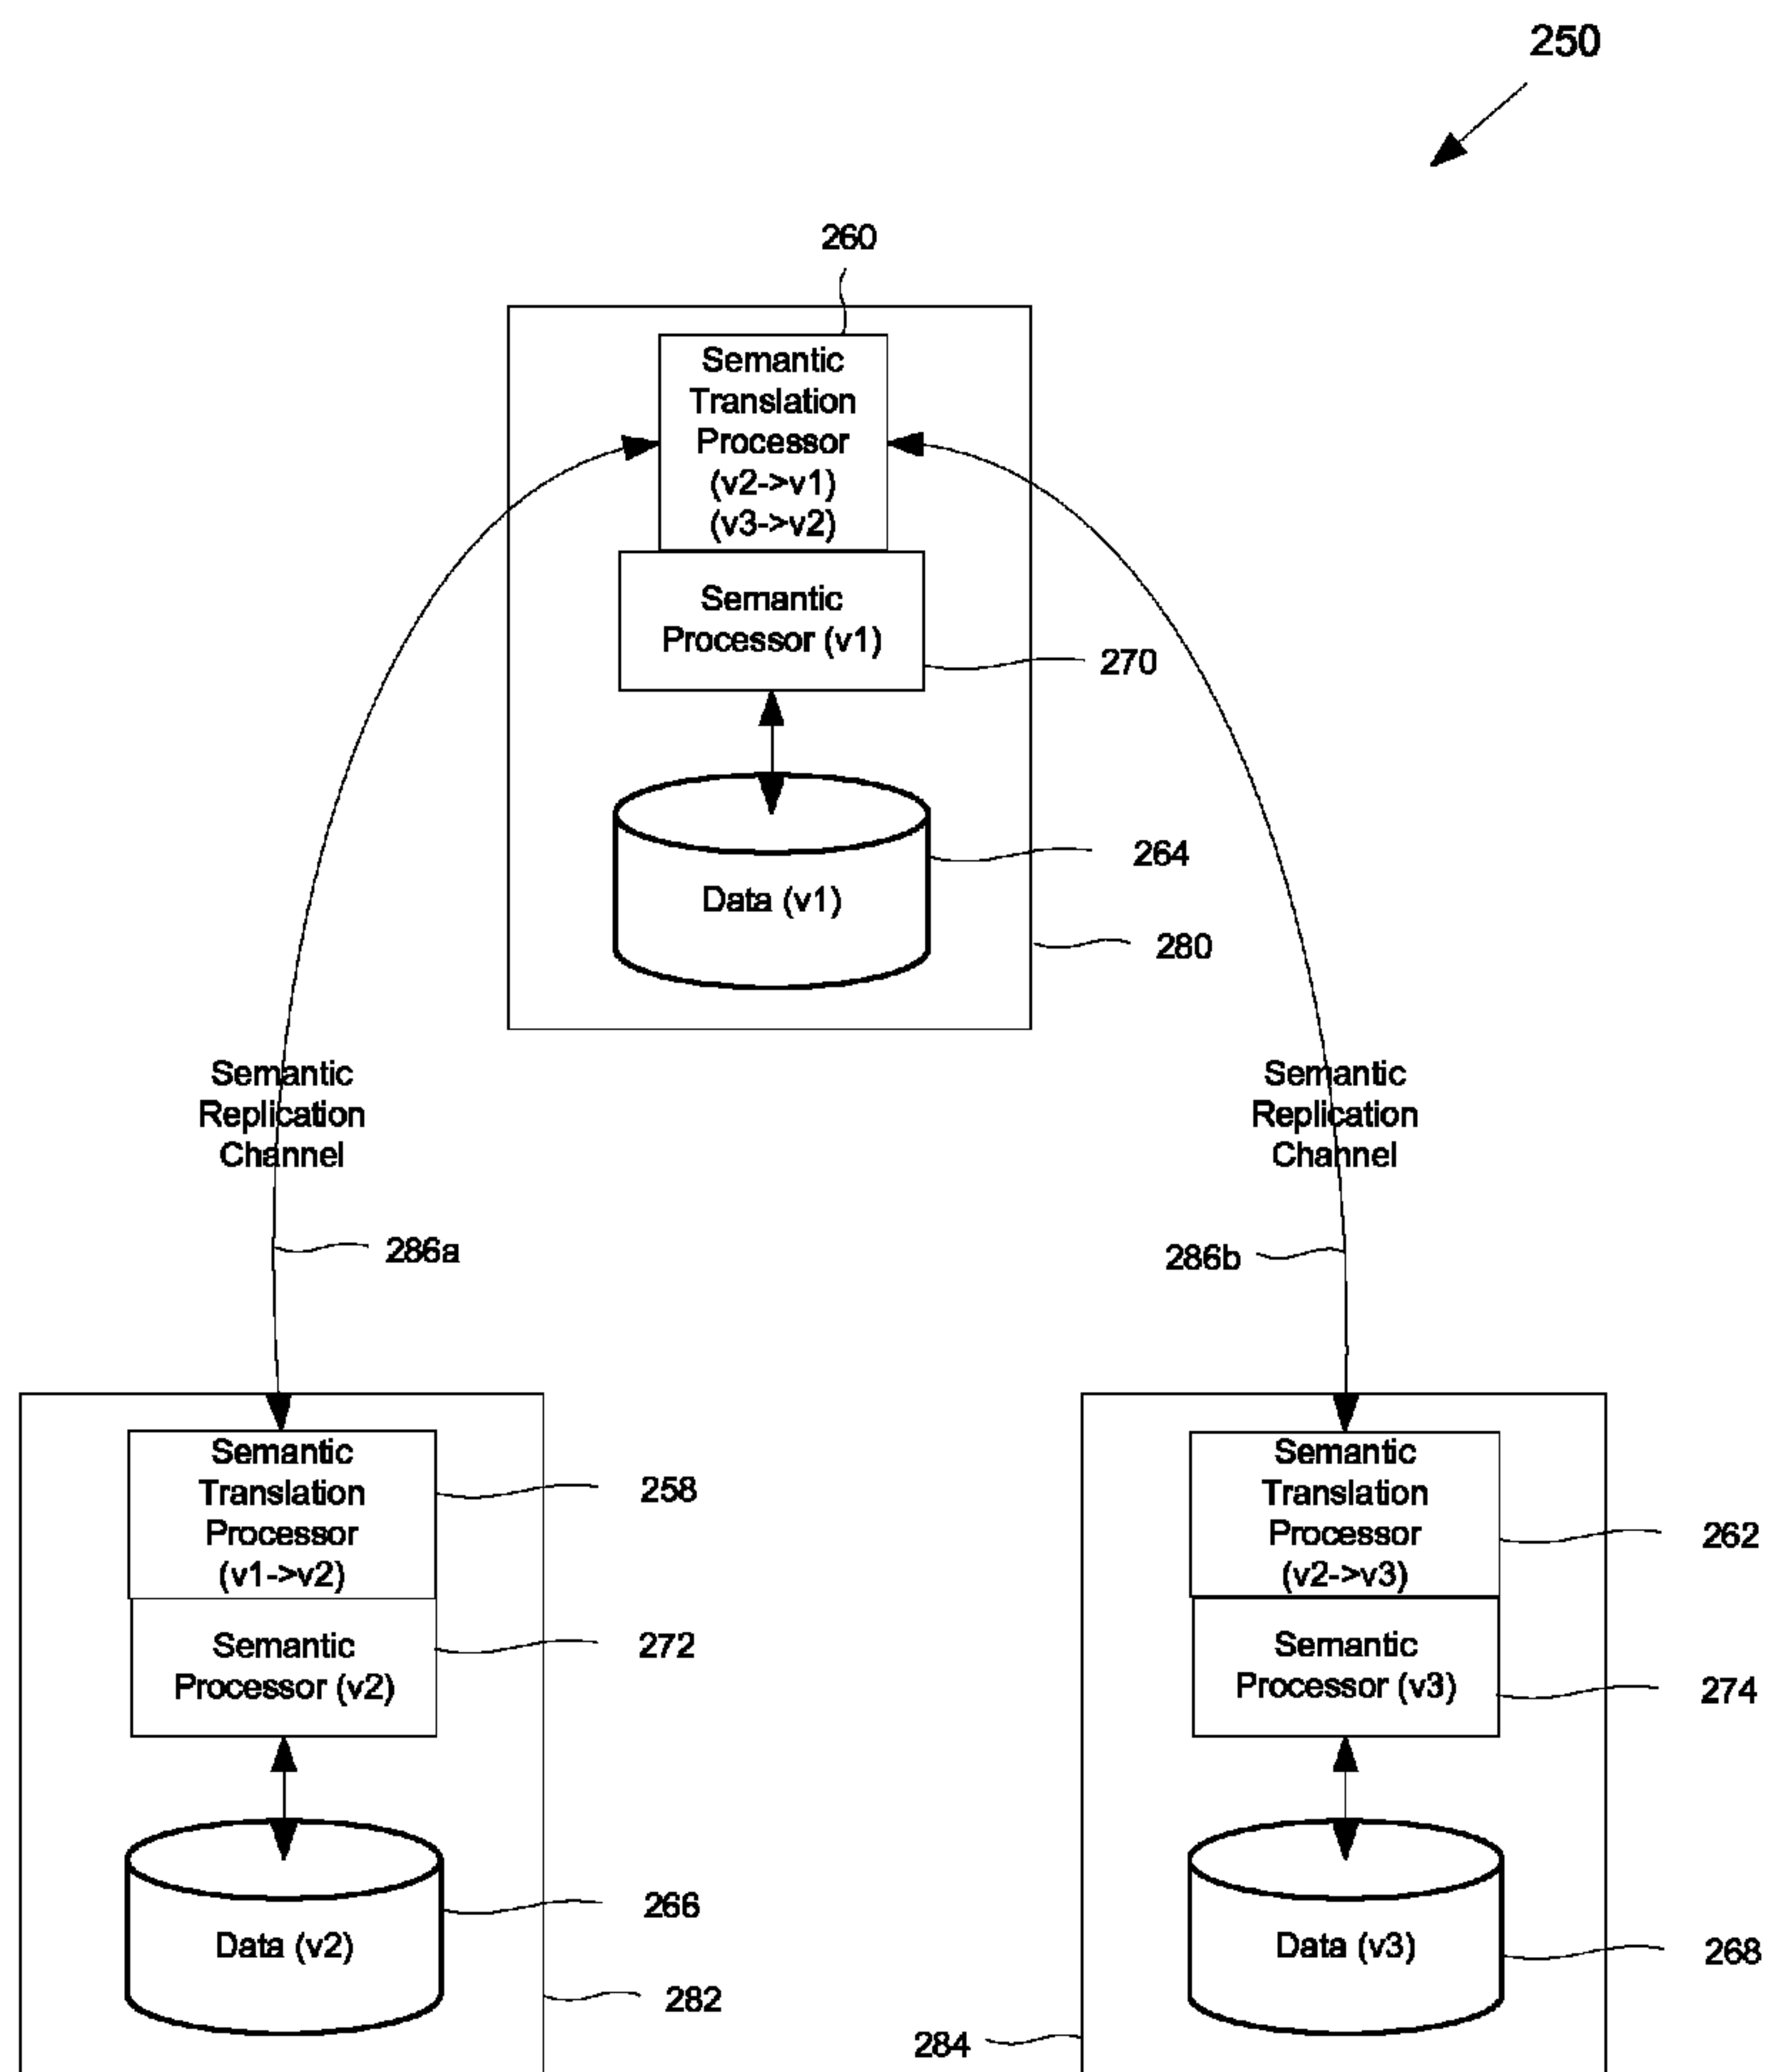 250
260
Semantic
Translation
Processor
(v2->v1)
(v3->v2)
Semantic
Processor (v1)
270
Data (v1)
264
280
Semantic
Replication
Channel
Semantic
Replication
Channel
286a
286b
Semantic
Translation
Processor
(v1->v2)
258
Semantic
Processor (v2)
272
Data (v2)
266
282
Semantic
Translation
Processor
(v2->v3)
262
Semantic
Processor (v3)
274
Data (v3)
268
284